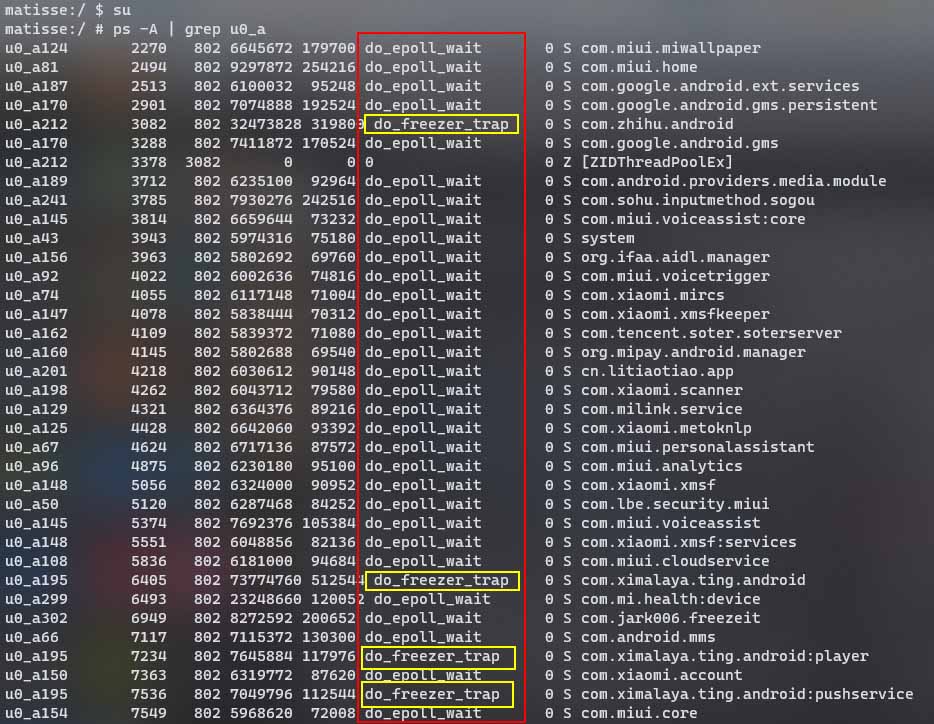 matisse:/ $ su
matisse:/ # ps -A | grep u0_a
u0_a124 2270 802 6645672 179700 do_epoll_wait 0 S com.miui.miwallpaper
u0_a81 2494 802 9297872 254216 do_epoll_wait 0 S com.miui.home
u0_a187 2513 802 6100032 95248 do_epoll_wait 0 S com.google.android.ext.services
u0_a170 2901 802 7074888 192524 do_epoll_wait 0 S com.google.android.gms.persistent
u0_a212 3082 802 32473828 319800 do_freezer_trap 0 S com.zhihu.android
u0_a170 3288 802 7411872 170524 do_epoll_wait 0 S com.google.android.gms
u0_a212 3378 3082 0 0 0 0 Z [ZIDThreadPoolEx]
u0_a189 3712 802 6235100 92964 do_epoll_wait 0 S com.android.providers.media.module
u0_a241 3785 802 7930276 242516 do_epoll_wait 0 S com.sohu.inputmethod.sogou
u0_a145 3814 802 6659644 73232 do_epoll_wait 0 S com.miui.voiceassist:core
u0_a43 3943 802 5974316 75180 do_epoll_wait 0 S system
u0_a156 3963 802 5802692 69760 do_epoll_wait 0 S org.ifaa.aidl.manager
u0_a92 4022 802 6002636 74816 do_epoll_wait 0 S com.miui.voicetrigger
u0_a74 4055 802 6117148 71004 do_epoll_wait 0 S com.xiaomi.mircs
u0_a147 4078 802 5838444 70312 do_epoll_wait 0 S com.xiaomi.xmsfkeeper
u0_a162 4109 802 5839372 71080 do_epoll_wait 0 S com.tencent.soter.soterserver
u0_a160 4145 802 5802688 69540 do_epoll_wait 0 S org.mipay.android.manager
u0_a201 4218 802 6030612 90148 do_epoll_wait 0 S cn.litiaotiao.app
u0_a198 4262 802 6043712 79580 do_epoll_wait 0 S com.xiaomi.scanner
u0_a129 4321 802 6364376 89216 do_epoll_wait 0 S com.milink.service
u0_a125 4428 802 6642060 93392 do_epoll_wait 0 S com.xiaomi.metoknlp
u0_a67 4624 802 6717136 87572 do_epoll_wait 0 S com.miui.personalassistant
u0_a96 4875 802 6230180 95100 do_epoll_wait 0 S com.miui.analytics
u0_a148 5056 802 6324000 90952 do_epoll_wait 0 S com.xiaomi.xmsf
u0_a50 5120 802 6287468 84252 do_epoll_wait 0 S com.lbe.security.miui
u0_a145 5374 802 7692376 105384 do_epoll_wait 0 S com.miui.voiceassist
u0_a148 5551 802 6048856 82136 do_epoll_wait 0 S com.xiaomi.xmsf:services
u0_a108 5836 802 6181000 94684 do_epoll_wait 0 S com.miui.cloudservice
u0_a195 6405 802 73774760 512544 do_freezer_trap 0 S com.ximalaya.ting.android
u0_a299 6493 802 23248660 120052 do_epoll_wait 0 S com.mi.health:device
u0_a302 6949 802 8272592 200652 do_epoll_wait 0 S com.jark006.freezeit
u0_a66 7117 802 7115372 130300 do_epoll_wait 0 S com.android.mms
u0_a195 7234 802 7645884 117976 do_freezer_trap 0 S com.ximalaya.ting.android:player
u0_a150 7363 802 6319772 87620 do_epoll_wait 0 S com.xiaomi.account
u0_a195 7536 802 7049796 112544 do_freezer_trap 0 S com.ximalaya.ting.android:pushservice
u0_a154 7549 802 5968620 72008 do_epoll_wait 0 S com.miui.core